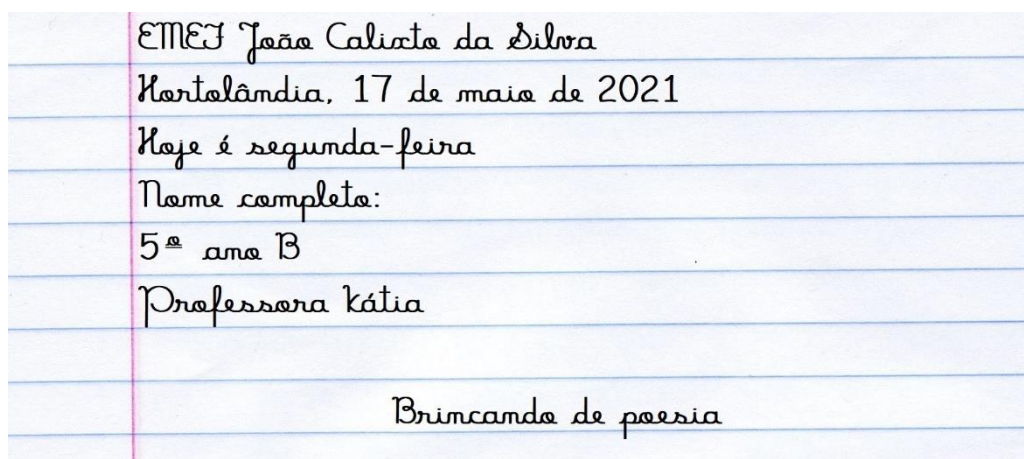 EMEF João Calixto da Silva
Hortolândia, 17 de maio de 2021
Hoje é segunda-feira
Nome completo:
5º ano B
Professora Kátia
Brincando de poesia